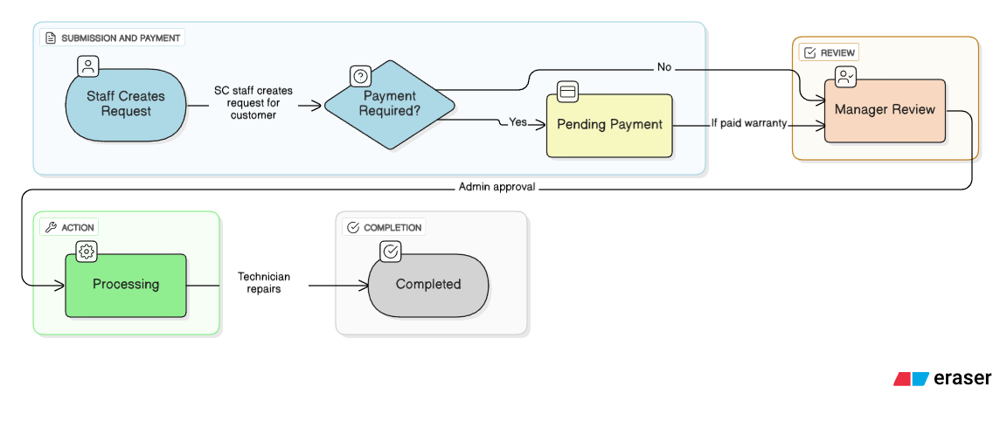 SUBMISSION AND PAYMENT
Staff Creates
Request
SC staff creates
request for
customer
Payment
Required?
No
Yes
Pending Payment
If paid warranty
REVIEW
Manager Review
Admin approval
ACTION
Processing
Technician
repairs
COMPLETION
Completed
eraser